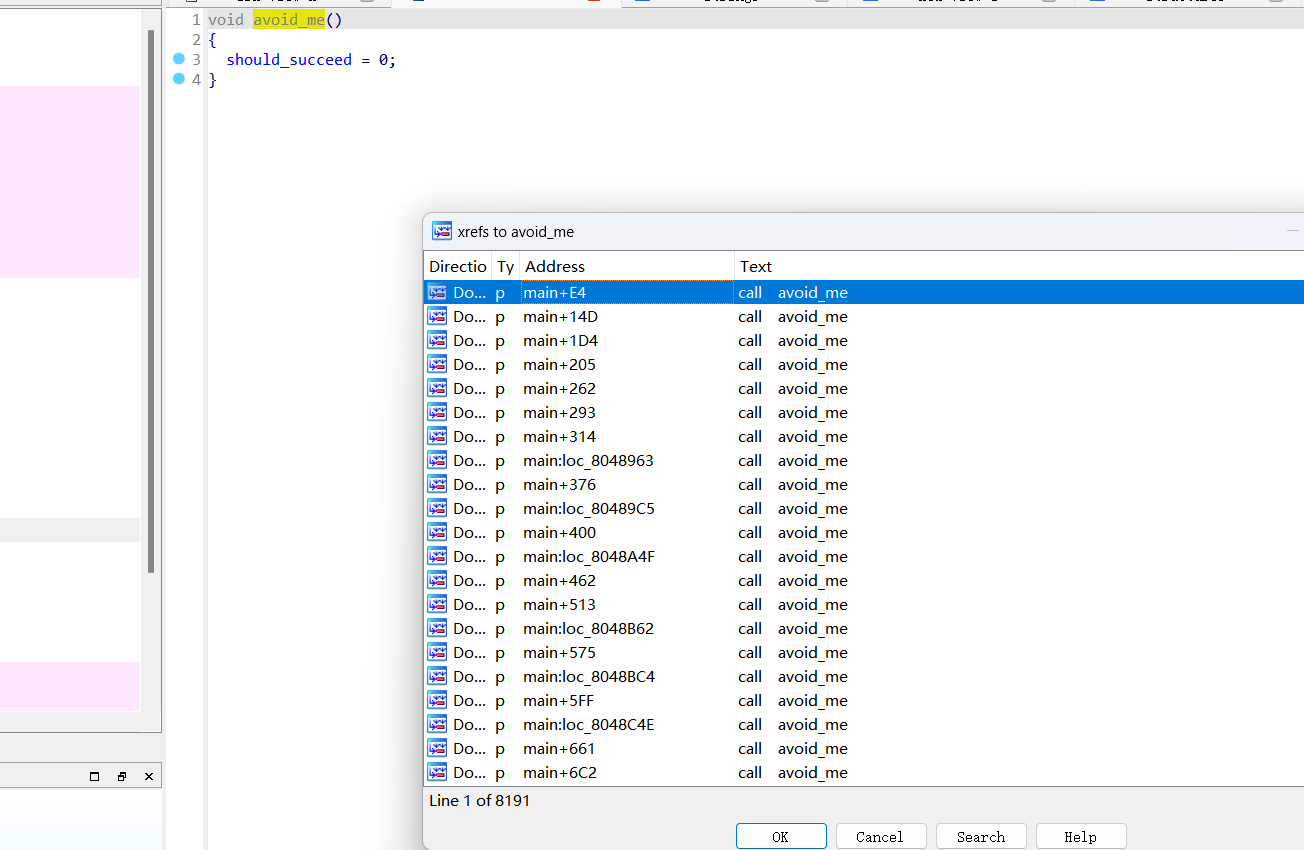 1 void avoid_me()
2 {
3 should_succeed = 0;
4 }
xrefs to avoid_me
Directio Ty Address Text
Do... p main+E4 call avoid_me
Do... p main+14D call avoid_me
Do... p main+1D4 call avoid_me
Do... p main+205 call avoid_me
Do... p main+262 call avoid_me
Do... p main+293 call avoid_me
Do... p main+314 call avoid_me
Do... p main:loc_8048963 call avoid_me
Do... p main+376 call avoid_me
Do... p main:loc_80489C5 call avoid_me
Do... p main+400 call avoid_me
Do... p main:loc_8048A4F call avoid_me
Do... p main+462 call avoid_me
Do... p main+513 call avoid_me
Do... p main:loc_8048B62 call avoid_me
Do... p main+575 call avoid_me
Do... p main:loc_8048BC4 call avoid_me
Do... p main+5FF call avoid_me
Do... p main:loc_8048C4E call avoid_me
Do... p main+661 call avoid_me
Do... p main+6C2 call avoid_me
Line 1 of 8191
OK Cancel Search Help